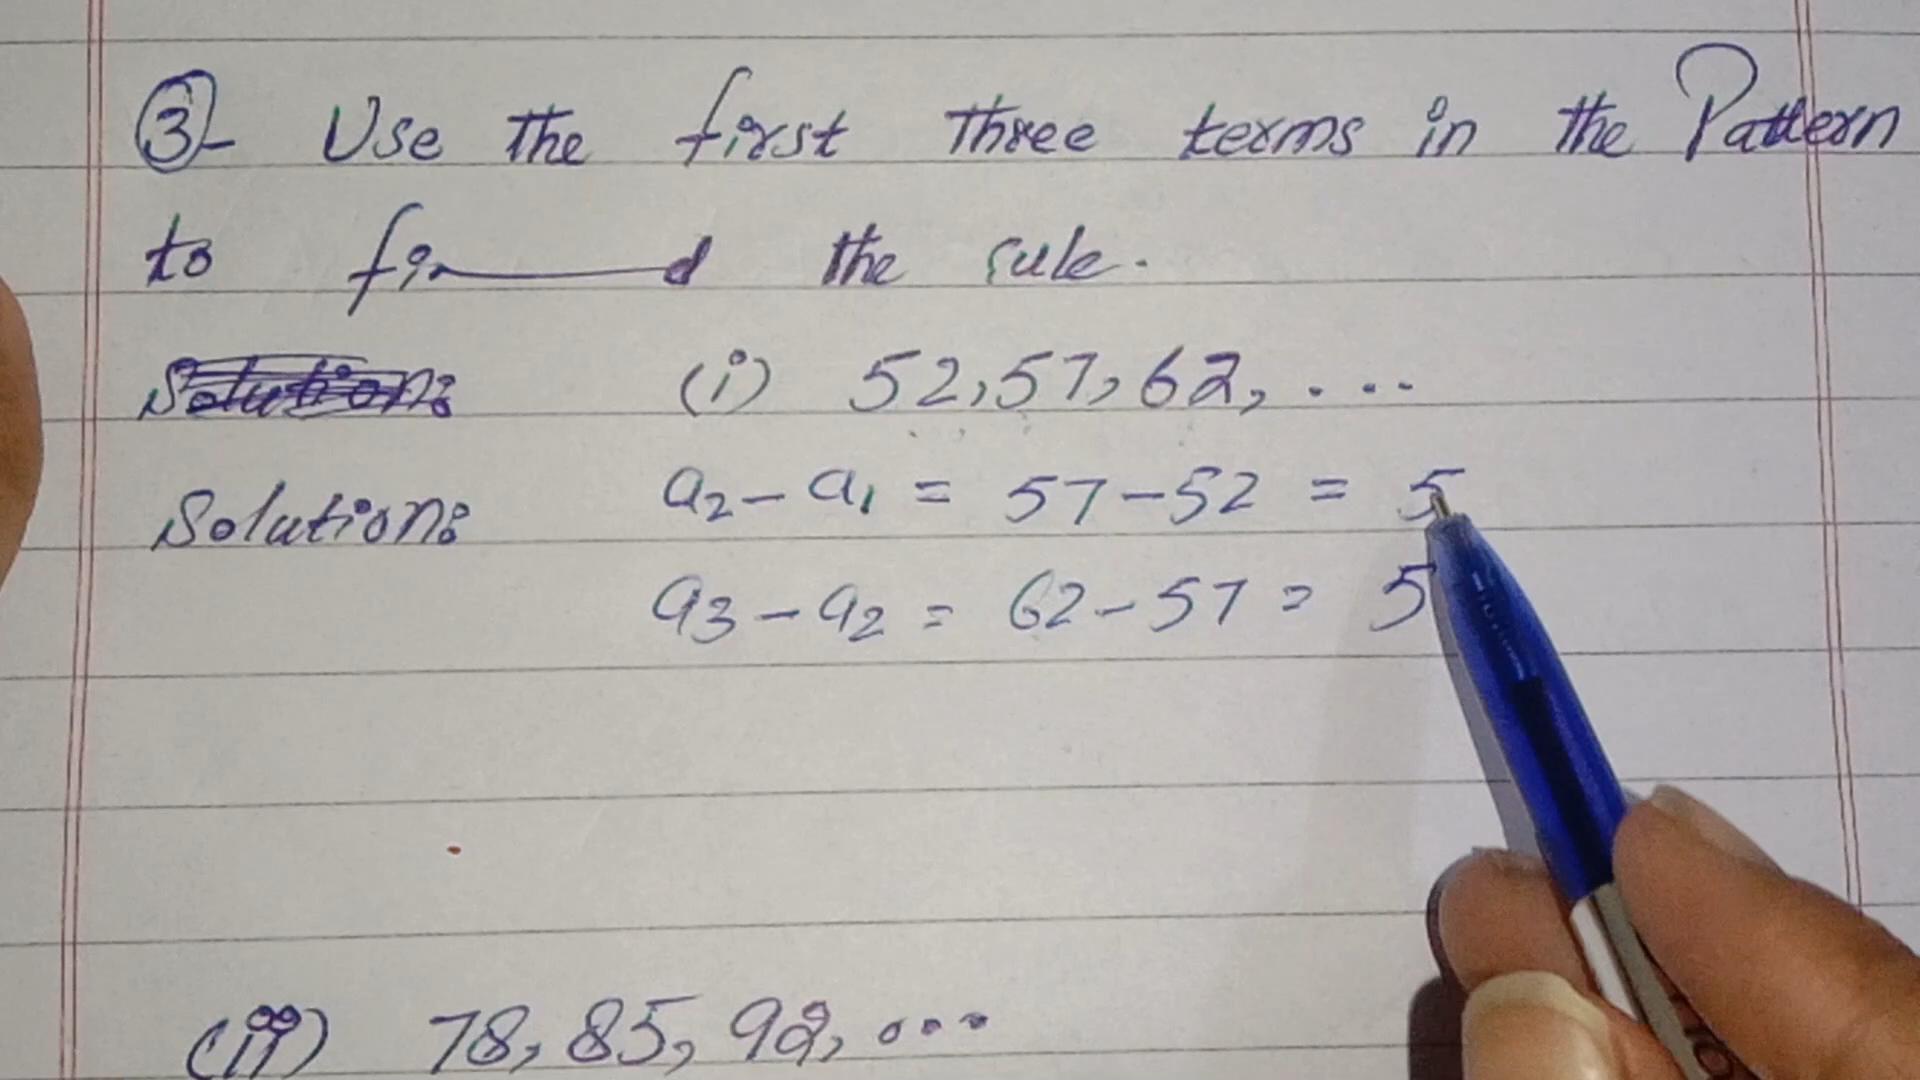 3- Use the first three terms in the Pattern
to find the rule.
Solution: (i) 52, 57, 62, ....
Solution: a2 - a1 = 57 - 52 = 5
a3 - a2 = 62 - 57 = 5
(ii) 78, 85, 92, ...